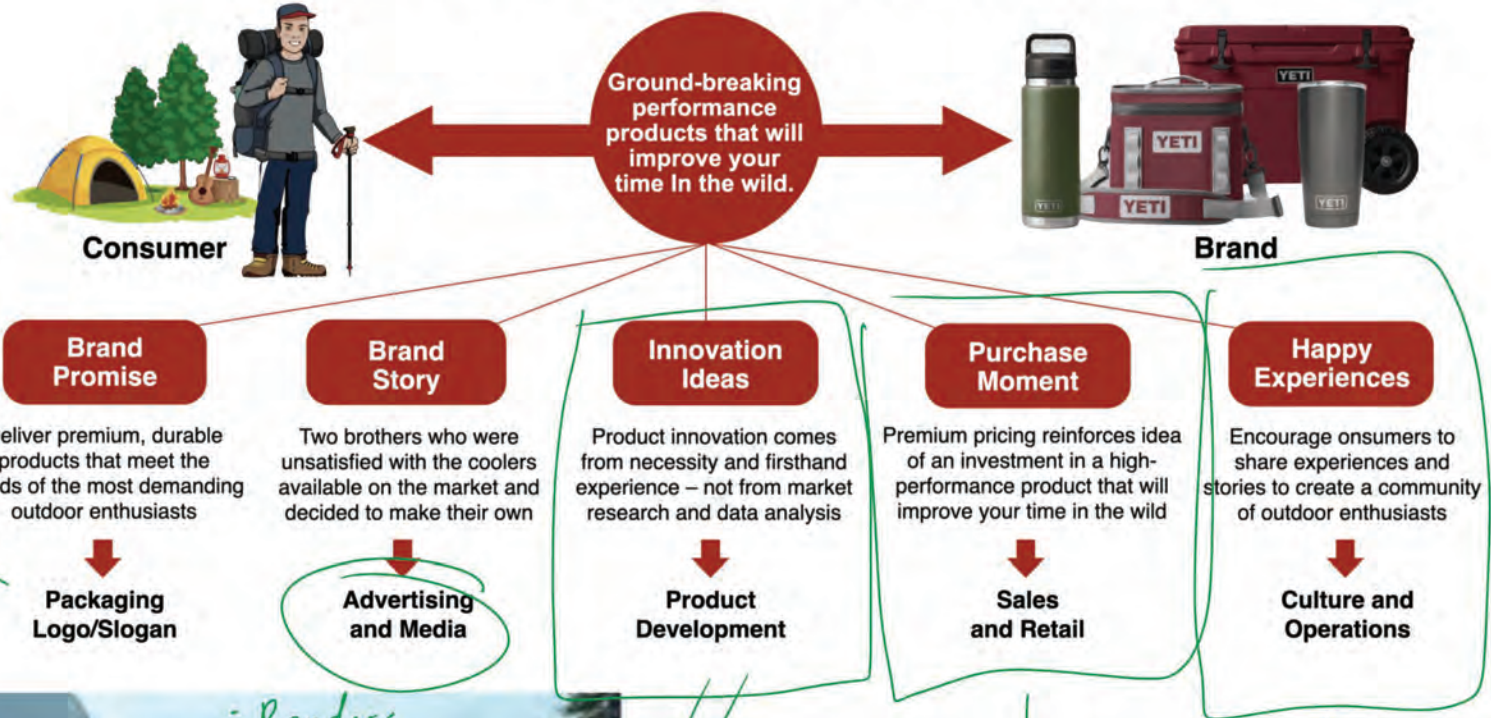 Ground-breaking
performance
products that will
improve your
time In the wild.
YETI
YETI
YETI
YETI
YETI
Consumer
Brand
Brand
Promise
eliver premium, durable
products that meet the
ds of the most demanding
outdoor enthusiasts
Packaging
Logo/Slogan
Brand
Story
Two brothers who were
unsatisfied with the coolers
available on the market and
decided to make their own
Advertising
and Media
Innovation
Ideas
Product innovation comes
from necessity and firsthand
experience – not from market
research and data analysis
Product
Development
Purchase
Moment
Premium pricing reinforces idea
of an investment in a high-
performance product that will
improve your time in the wild
Sales
and Retail
Happy
Experiences
Encourage onsumers to
share experiences and
stories to create a community
of outdoor enthusiasts
Culture and
Operations